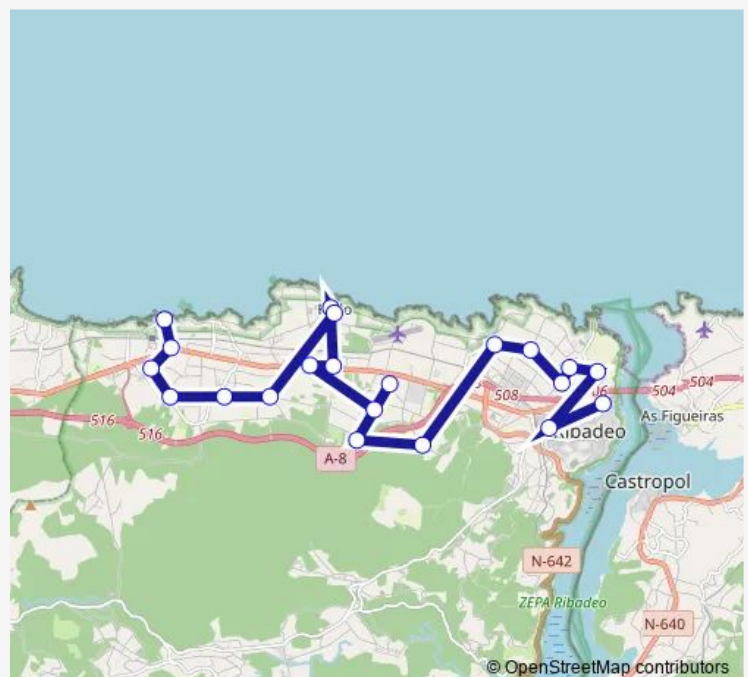 508
504
504
516
516
As Figueiras
Ribadeo
A-8
Castropol
N-642
ZEPA Ribadeo
N-640
© OpenStreetMap contributors